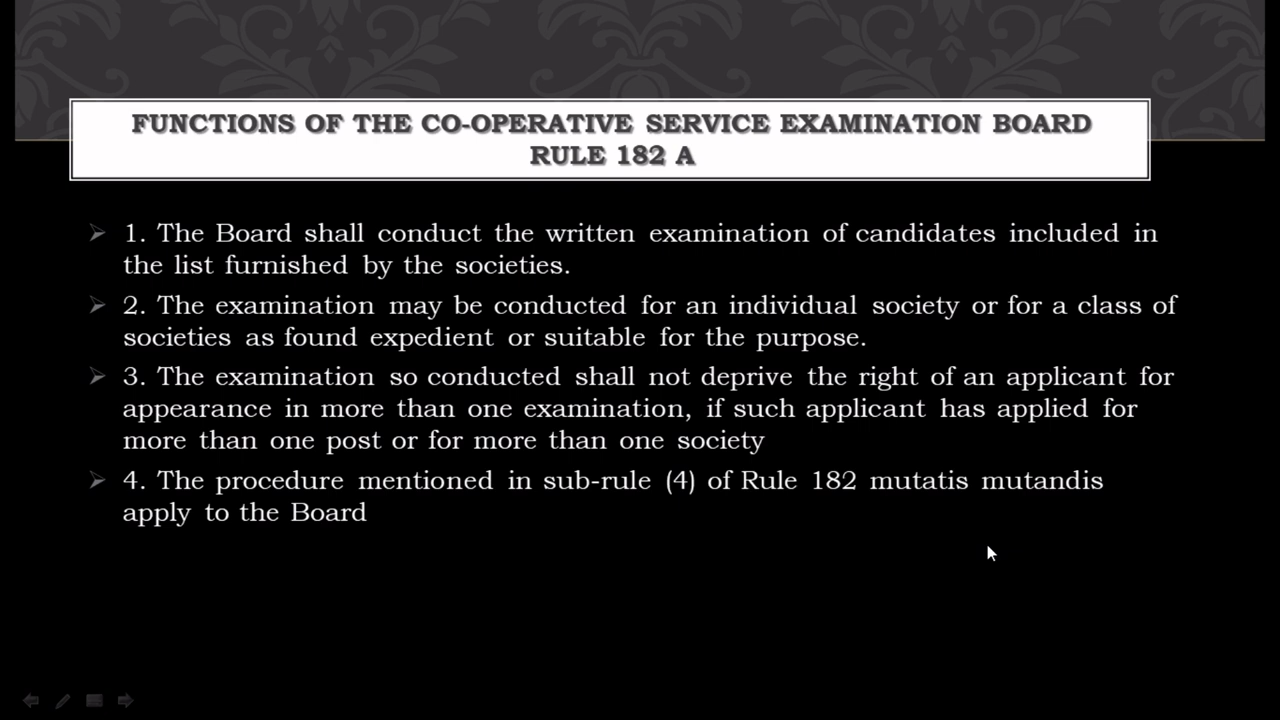 FUNCTIONS OF THE CO-OPERATIVE SERVICE EXAMINATION BOARD
RULE 182 A
1. The Board shall conduct the written examination of candidates included in
the list furnished by the societies.
2. The examination may be conducted for an individual society or for a class of
societies as found expedient or suitable for the purpose.
3. The examination so conducted shall not deprive the right of an applicant for
appearance in more than one examination, if such applicant has applied for
more than one post or for more than one society
4. The procedure mentioned in sub-rule (4) of Rule 182 mutatis mutandis
apply to the Board